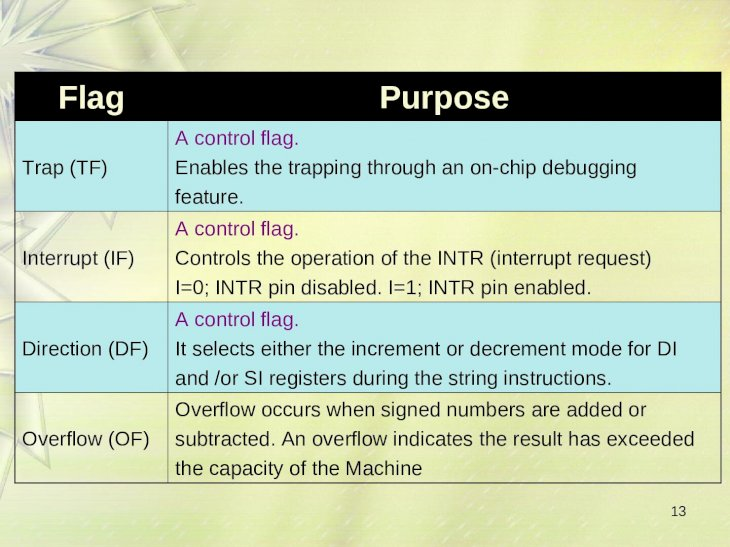 Flag Purpose
Trap (TF)
A control flag.
Enables the trapping through an on-chip debugging
feature.
Interrupt (IF)
A control flag.
Controls the operation of the INTR (interrupt request)
I=0; INTR pin disabled. I=1; INTR pin enabled.
Direction (DF)
A control flag.
It selects either the increment or decrement mode for DI
and /or SI registers during the string instructions.
Overflow (OF)
Overflow occurs when signed numbers are added or
subtracted. An overflow indicates the result has exceeded
the capacity of the Machine
13